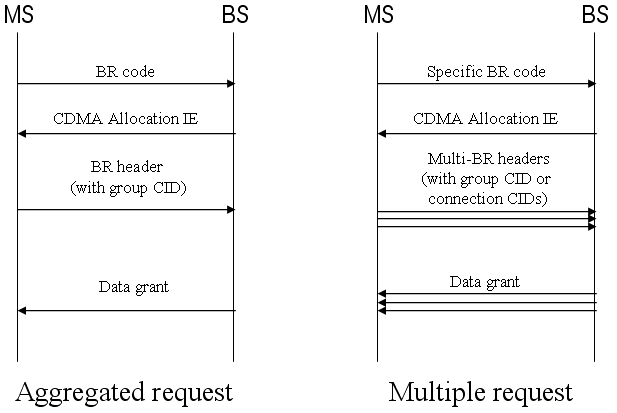 MS BS
BR code
CDMA Allocation IE
BR header
(with group CID)
Data grant
Aggregated request
MS BS
Specific BR code
CDMA Allocation IE
Multi-BR headers
(with group CID or
connection CIDs)
Data grant
Multiple request